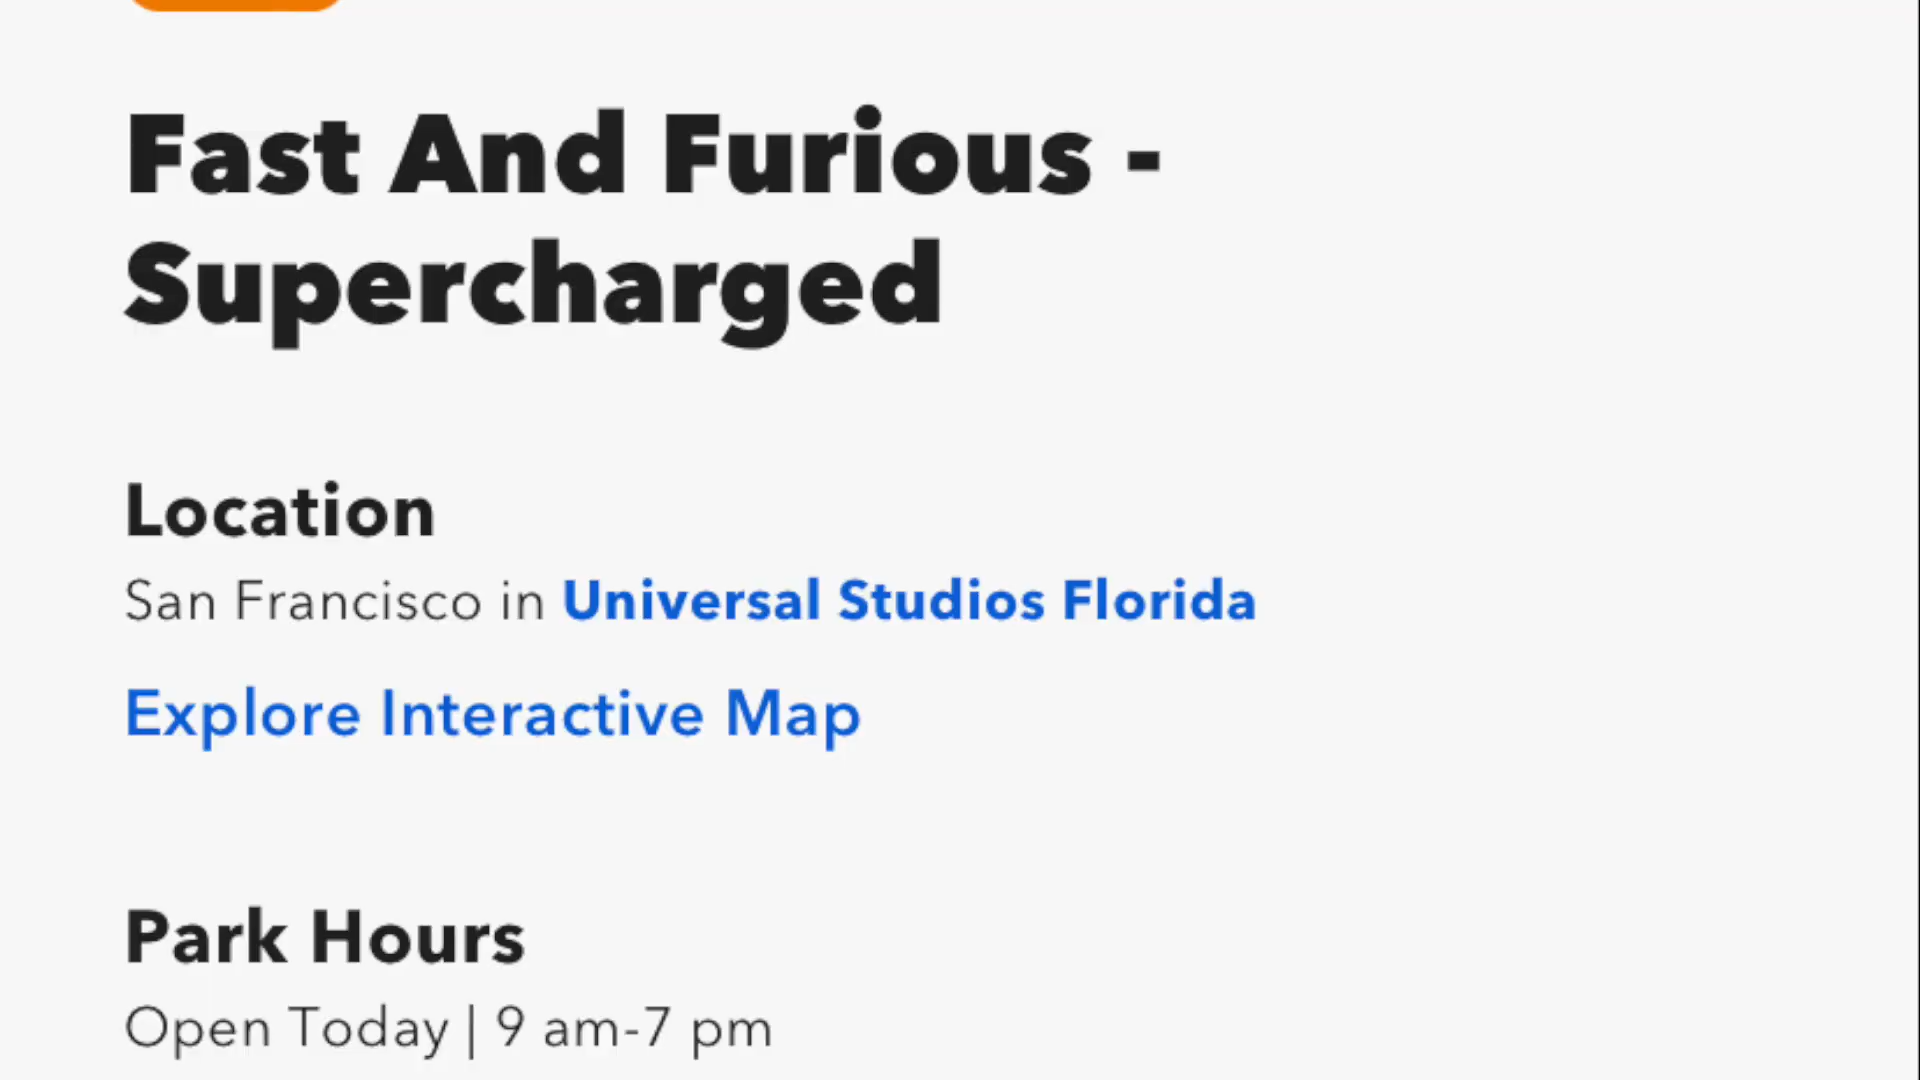 Fast And Furious -
Supercharged
Location
San Francisco in Universal Studios Florida
Explore Interactive Map
Park Hours
Open Today | 9 am-7 pm